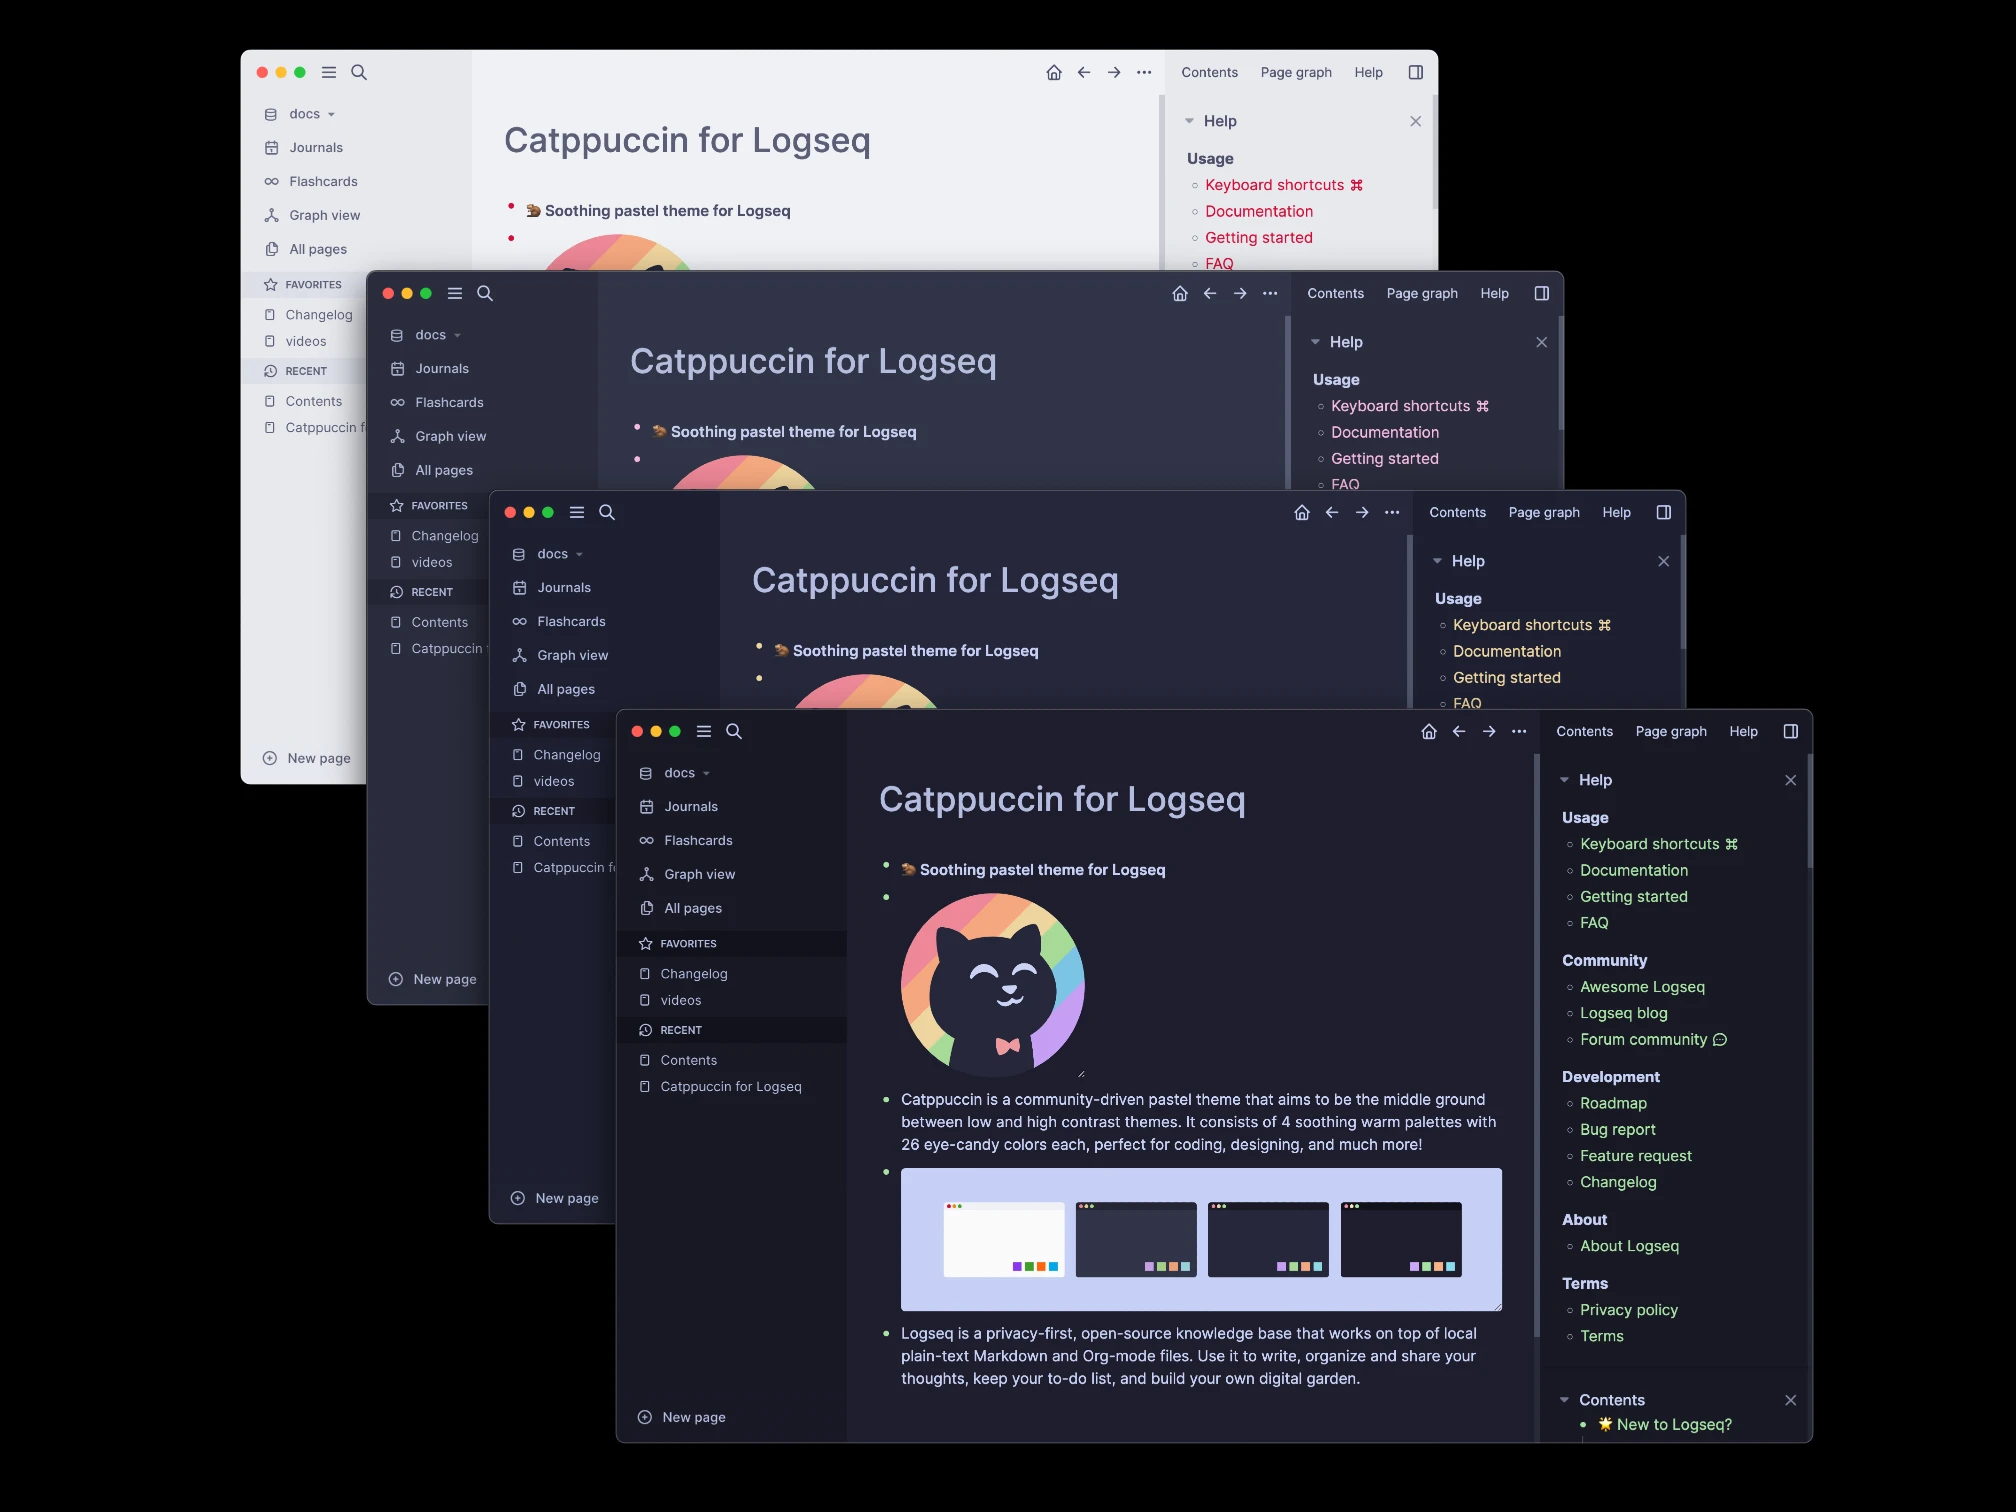 Contents Page graph Help
docs
Journals
Flashcards
Graph view
All pages
FAVORITES
Changelog
videos
RECENT
Contents
Catppuccin f
New page
Catppuccin for Logseq
Soothing pastel theme for Logseq
Help
Usage
Keyboard shortcuts ⌘
Documentation
Getting started
FAQ
Contents Page graph Help
docs
Journals
Flashcards
Graph view
All pages
FAVORITES
Changelog
videos
RECENT
Contents
Catppuccin
New page
Catppuccin for Logseq
Soothing pastel theme for Logseq
Help
Usage
Keyboard shortcuts ⌘
Documentation
Getting started
FAQ
Contents Page graph Help
docs
Journals
Flashcards
Graph view
All pages
FAVORITES
Changelog
videos
RECENT
Contents
Catppuccin f
New page
Catppuccin for Logseq
Soothing pastel theme for Logseq
Help
Usage
Keyboard shortcuts ⌘
Documentation
Getting started
FAQ
Contents Page graph Help
docs
Journals
Flashcards
Graph view
All pages
FAVORITES
Changelog
videos
RECENT
Contents
Catppuccin for Logseq
New page
Catppuccin for Logseq
Soothing pastel theme for Logseq
Catppuccin is a community-driven pastel theme that aims to be the middle ground
between low and high contrast themes. It consists of 4 soothing warm palettes with
26 eye-candy colors each, perfect for coding, designing, and much more!
Logseq is a privacy-first, open-source knowledge base that works on top of local
plain-text Markdown and Org-mode files. Use it to write, organize and share your
thoughts, keep your to-do list, and build your own digital garden.
Help
Usage
Keyboard shortcuts ⌘
Documentation
Getting started
FAQ
Community
Awesome Logseq
Logseq blog
Forum community
Development
Roadmap
Bug report
Feature request
Changelog
About
About Logseq
Terms
Privacy policy
Terms
Contents
🌟 New to Logseq?